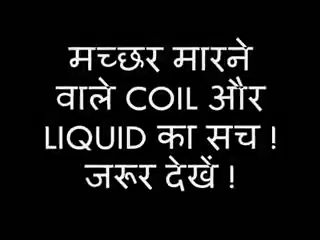 मच्छर मारने
वाले COIL और
LIQUID का सच !
जरूर देखें !